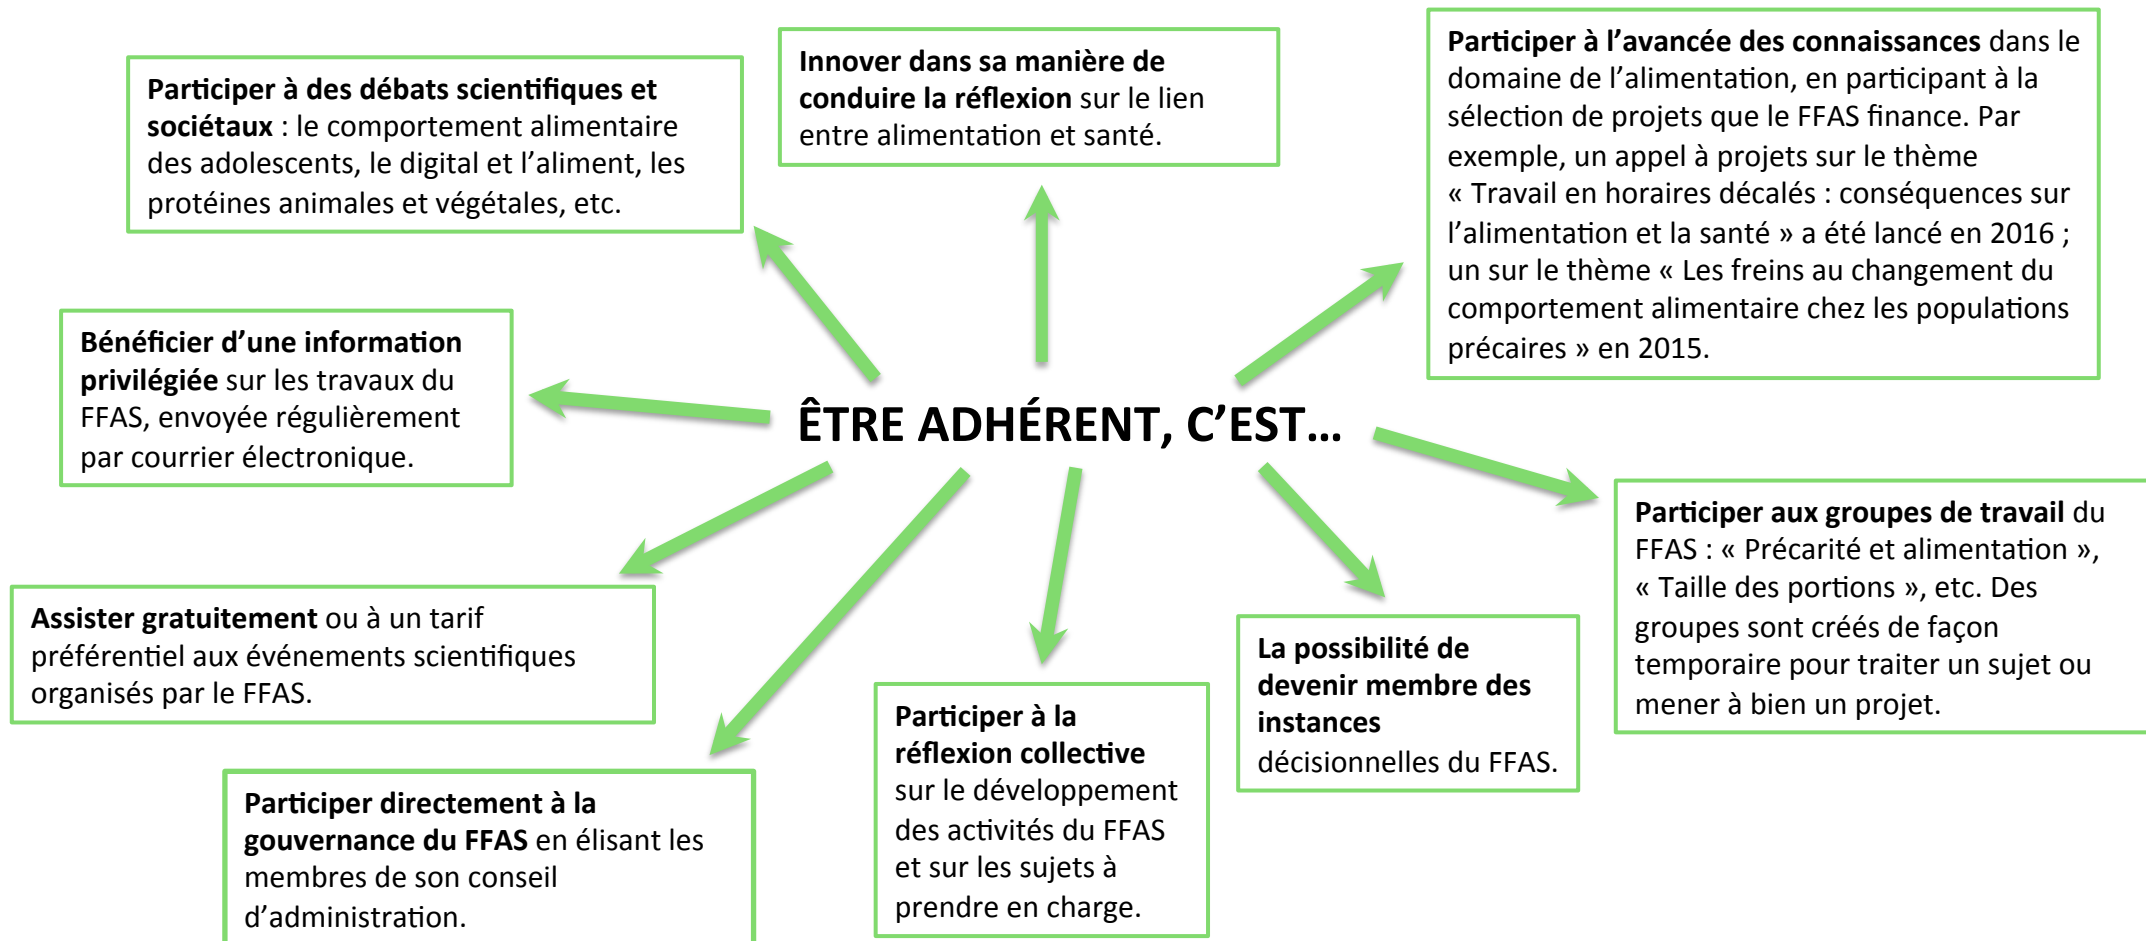 Participer à des débats scientifiques et
sociétaux : le comportement alimentaire
des adolescents, le digital et l’aliment, les
protéines animales et végétales, etc.
Innover dans sa manière de
conduire la réflexion sur le lien
entre alimentation et santé.
Participer à l’avancée des connaissances dans le
domaine de l’alimentation, en participant à la
sélection de projets que le FFAS finance. Par
exemple, un appel à projets sur le thème
« Travail en horaires décalés : conséquences sur
l’alimentation et la santé » a été lancé en 2016 ;
un sur le thème « Les freins au changement du
comportement alimentaire chez les populations
précaires » en 2015.
Bénéficier d’une information
privilégiée sur les travaux du
FFAS, envoyée régulièrement
par courrier électronique.
ÊTRE ADHÉRENT, C’EST…
Participer aux groupes de travail du
FFAS : « Précarité et alimentation »,
« Taille des portions », etc. Des
groupes sont créés de façon
temporaire pour traiter un sujet ou
mener à bien un projet.
Assister gratuitement ou à un tarif
préférentiel aux événements scientifiques
organisés par le FFAS.
La possibilité de
devenir membre des
instances
décisionnelles du FFAS.
Participer à la
réflexion collective
sur le développement
des activités du FFAS
et sur les sujets à
prendre en charge.
Participer directement à la
gouvernance du FFAS en élisant les
membres de son conseil
d’administration.